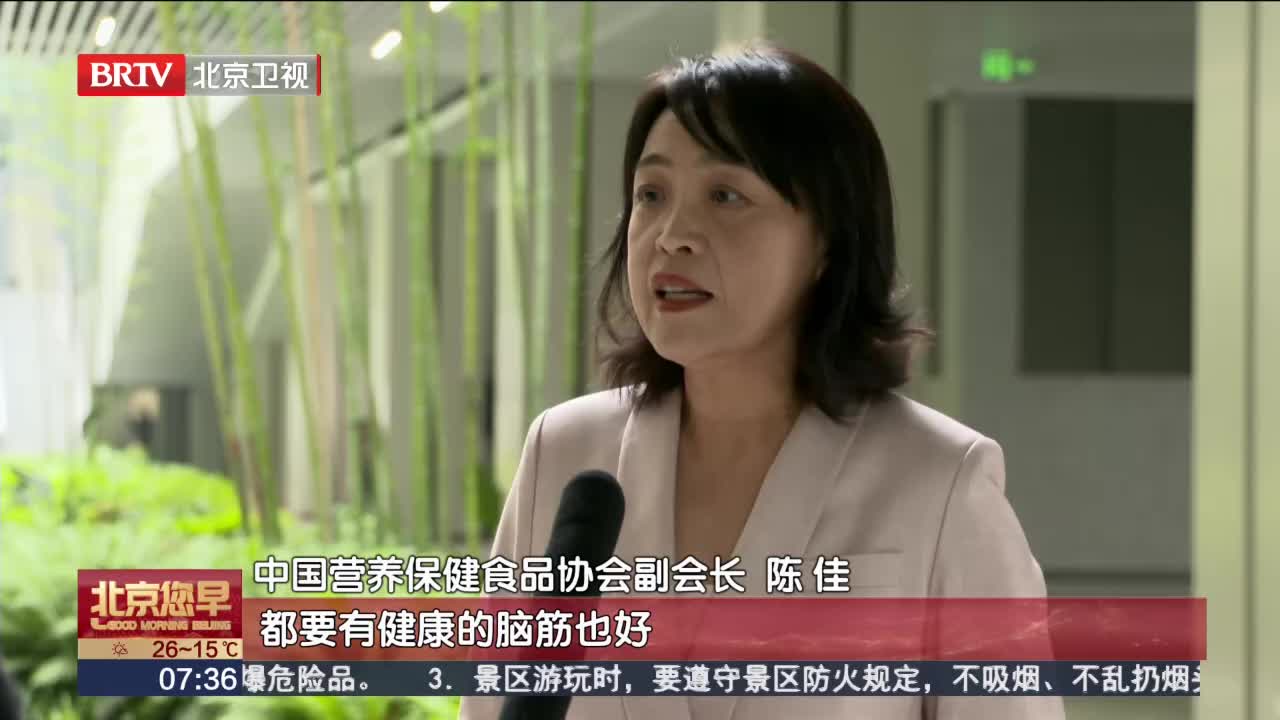 BRTV 北京卫视
中国营养保健食品协会副会长 陈佳
北京您早
GOOD MORNING BEIJING
都要有健康的脑筋也好
26~15℃
07:36 爆危险品。 3. 景区游玩时，要遵守景区防火规定，不吸烟、不乱扔烟头